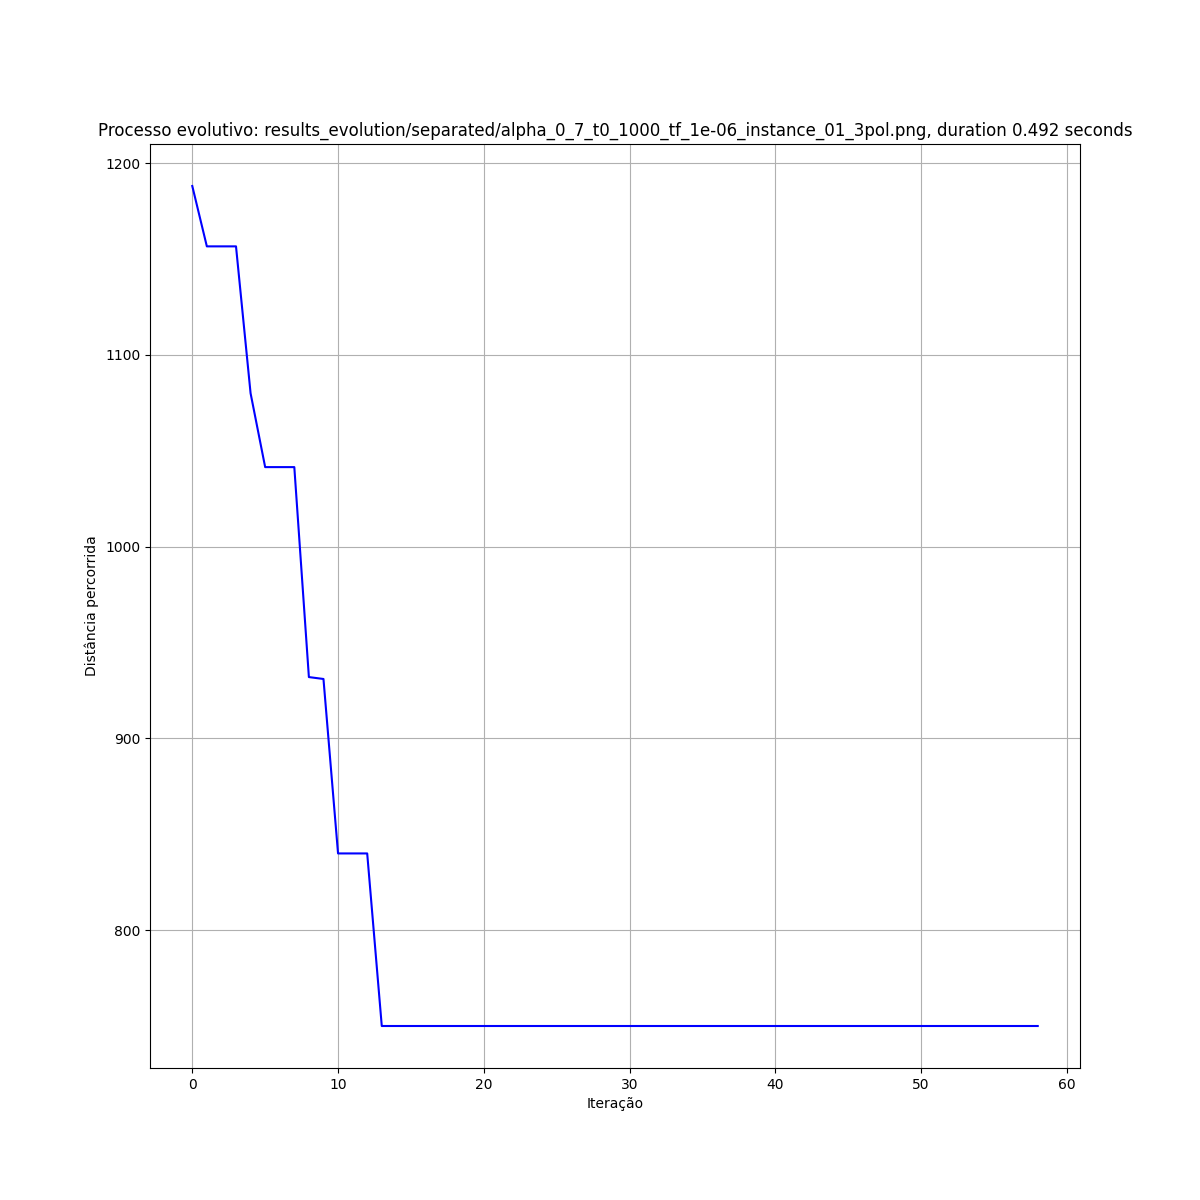 Processo evolutivo: results_evolution/separated/alpha_0_7_t0_1000_tf_1e-06_instance_01_3pol.png, duration 0.492 seconds
1200
1100
1000
900
800
Distância percorrida
0 10 20 30 40 50 60
Iteração